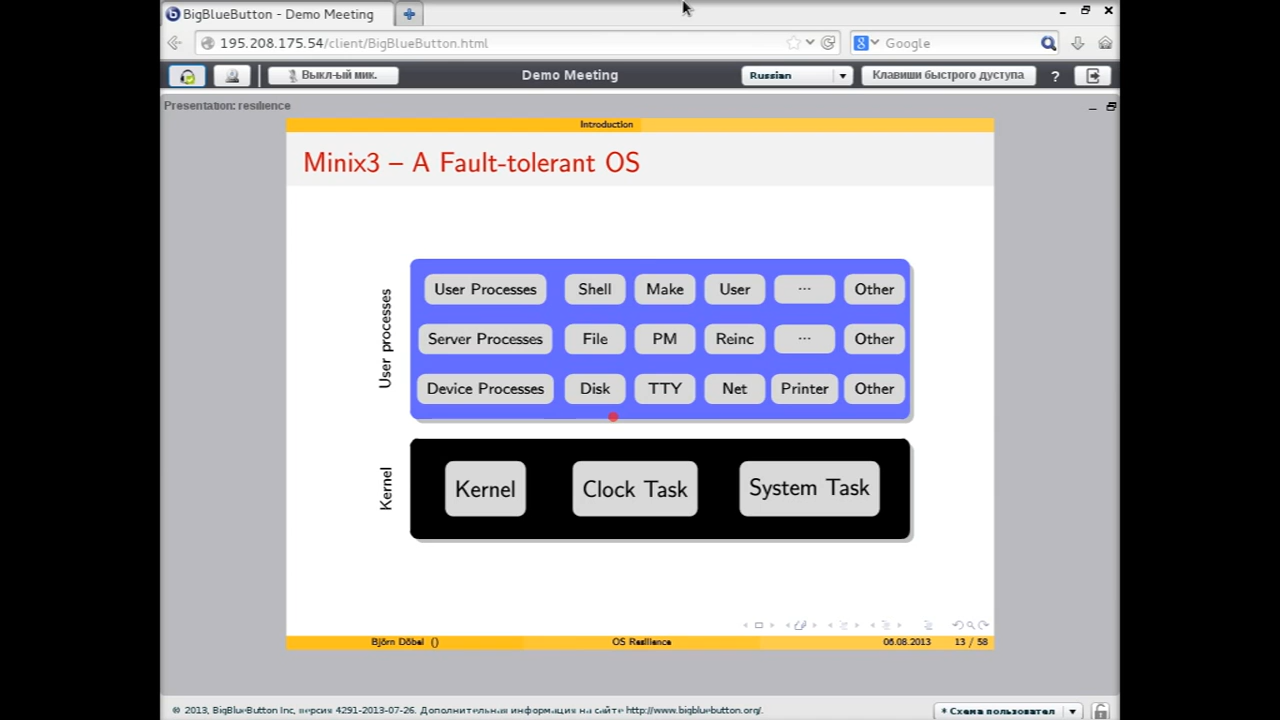 BigBlueButton - Demo Meeting
195.208.175.54/client/BigBlueButton.html
Google
Выкл-ый мик.
Demo Meeting
Russian
Клавиши быстрого доступа
?
Presentation: resilience
Introduction
Minix3 – A Fault-tolerant OS
User processes
User Processes Shell Make User ... Other
Server Processes File PM Reinc ... Other
Device Processes Disk TTY Net Printer Other
Kernel
Kernel Clock Task System Task
Björn Döbel () OS Resilience 06.08.2013 13 / 58
© 2013, BigBlueButton Inc, версия 4291-2013-07-26. Дополнительная информация на сайте http://www.bigbluebutton.org/.
* Схема пользовател